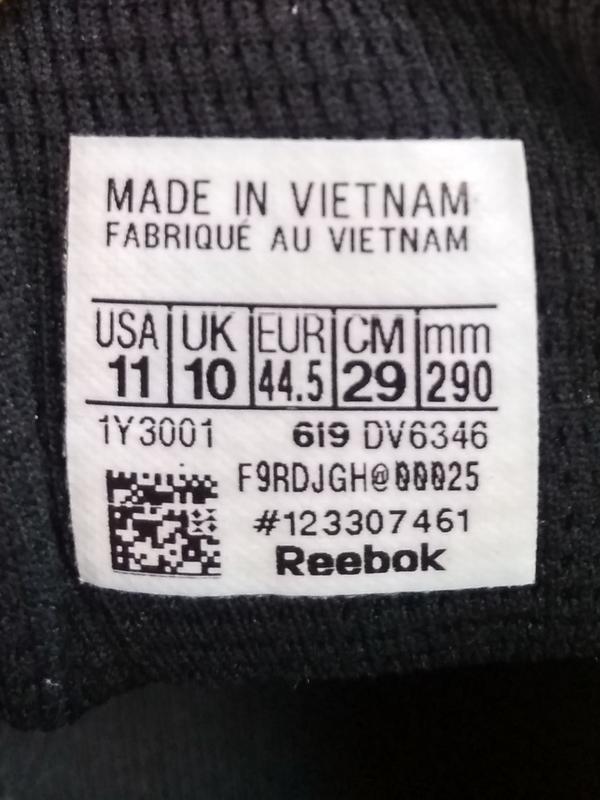 MADE IN VIETNAM
FABRIQUÉ AU VIETNAM
USA UK EUR CM mm
11 10 44.5 29 290
1Y3001 619 DV6346
F9RDJGH@00025
#123307461
Reebok